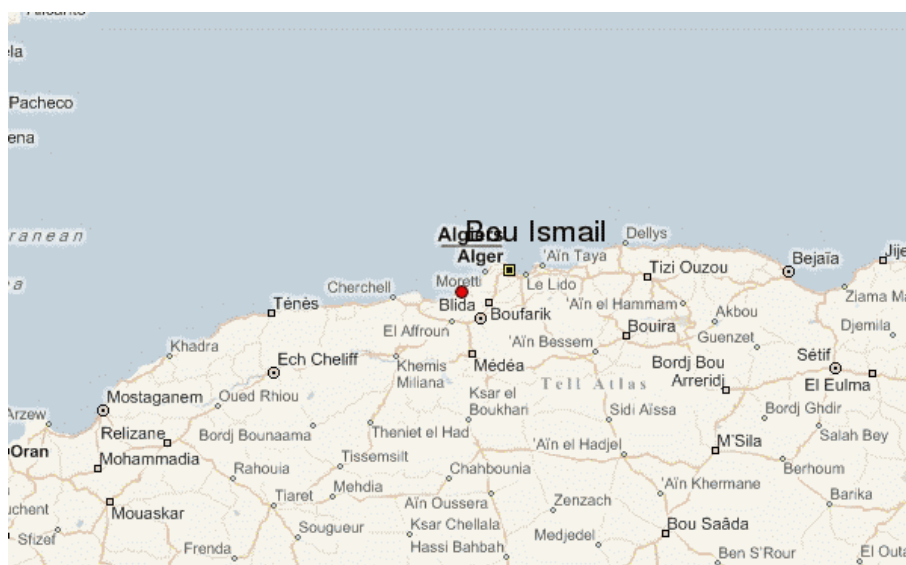 Pacheco
ranean
Bou Ismail
Algiers
Alger
Dellys
'Aïn Taya
Moretti
Le Lido
Tizi Ouzou
Bejaïa
Cherchell
Ténès
Blida
Boufarik
'Aïn el Hammam
Akbou
Ziama Ma
El Affroun
Bouira
Guenzet
Djemila
Khadra
'Aïn Bessem
Ech Cheliff
Khemis
Miliana
Médéa
Bordj Bou
Arreridj
Sétif
Tell Atlas
El Eulma
Mostaganem
Oued Rhiou
Ksar el
Boukhari
Sidi Aïssa
Bordj Ghdir
Arzew
Relizane
Bordj Bounaama
Theniet el Had
Salah Bey
Oran
Mohammadia
'Aïn el Hadjel
M'Sila
Rahouia
Tissemsilt
Chahbounia
Berhoum
Mehdia
'Aïn Khermane
Tiaret
Aïn Oussera
Zenzach
Barika
Mouaskar
Sougueur
Ksar Chellala
Bou Saâda
Sfizef
Medjedel
Frenda
Hassi Bahbah
Ben S'Rour
El Outa